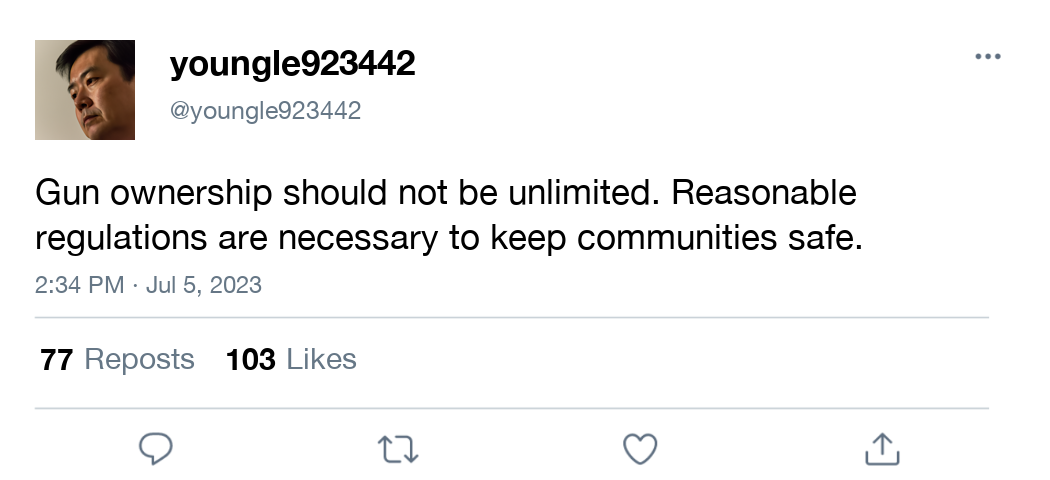 youngle923442
@youngle923442
Gun ownership should not be unlimited. Reasonable
regulations are necessary to keep communities safe.
2:34 PM · Jul 5, 2023
77 Reposts 103 Likes